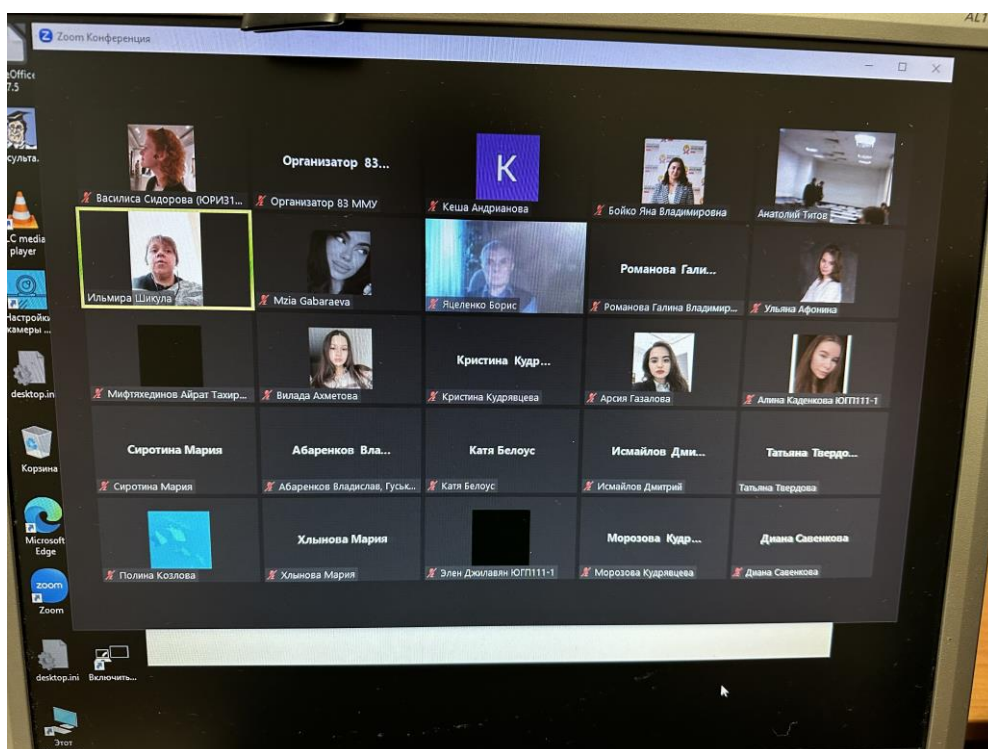 ALT
Zoom Конференция
Office
7.5
сульта...
C media
player
Настройки
камеры ...
desktop.in
Корзина
Microsoft
Edge
zoom
Zoom
desktop.ini
Включить...
Этот
Василиса Сидорова (ЮРИ31...
Организатор 83...
Организатор 83 ММУ
К
Кеша Андрианова
Бойко Яна Владимировна
Анатолий Титов
Ильмира Шикула
Mzia Gabaraeva
Яцеленко Борис
Романова Гали...
Романова Галина Владимир...
Ульяна Афонина
Мифтяхединов Айрат Тахир...
Вилада Ахметова
Кристина Кудр...
Кристина Кудрявцева
Арсия Газалова
Алина Каденкова ЮГП111-1
Сиротина Мария
Сиротина Мария
Абаренков Вла...
Абаренков Владислав, Гуськ...
Катя Белоус
Катя Белоус
Исмайлов Дми...
Исмайлов Дмитрий
Татьяна Твердо...
Татьяна Твердова
Полина Козлова
Хлынова Мария
Хлынова Мария
Элен Джилавян ЮГП111-1
Морозова Кудр...
Морозова Кудрявцева
Диана Савенкова
Диана Савенкова